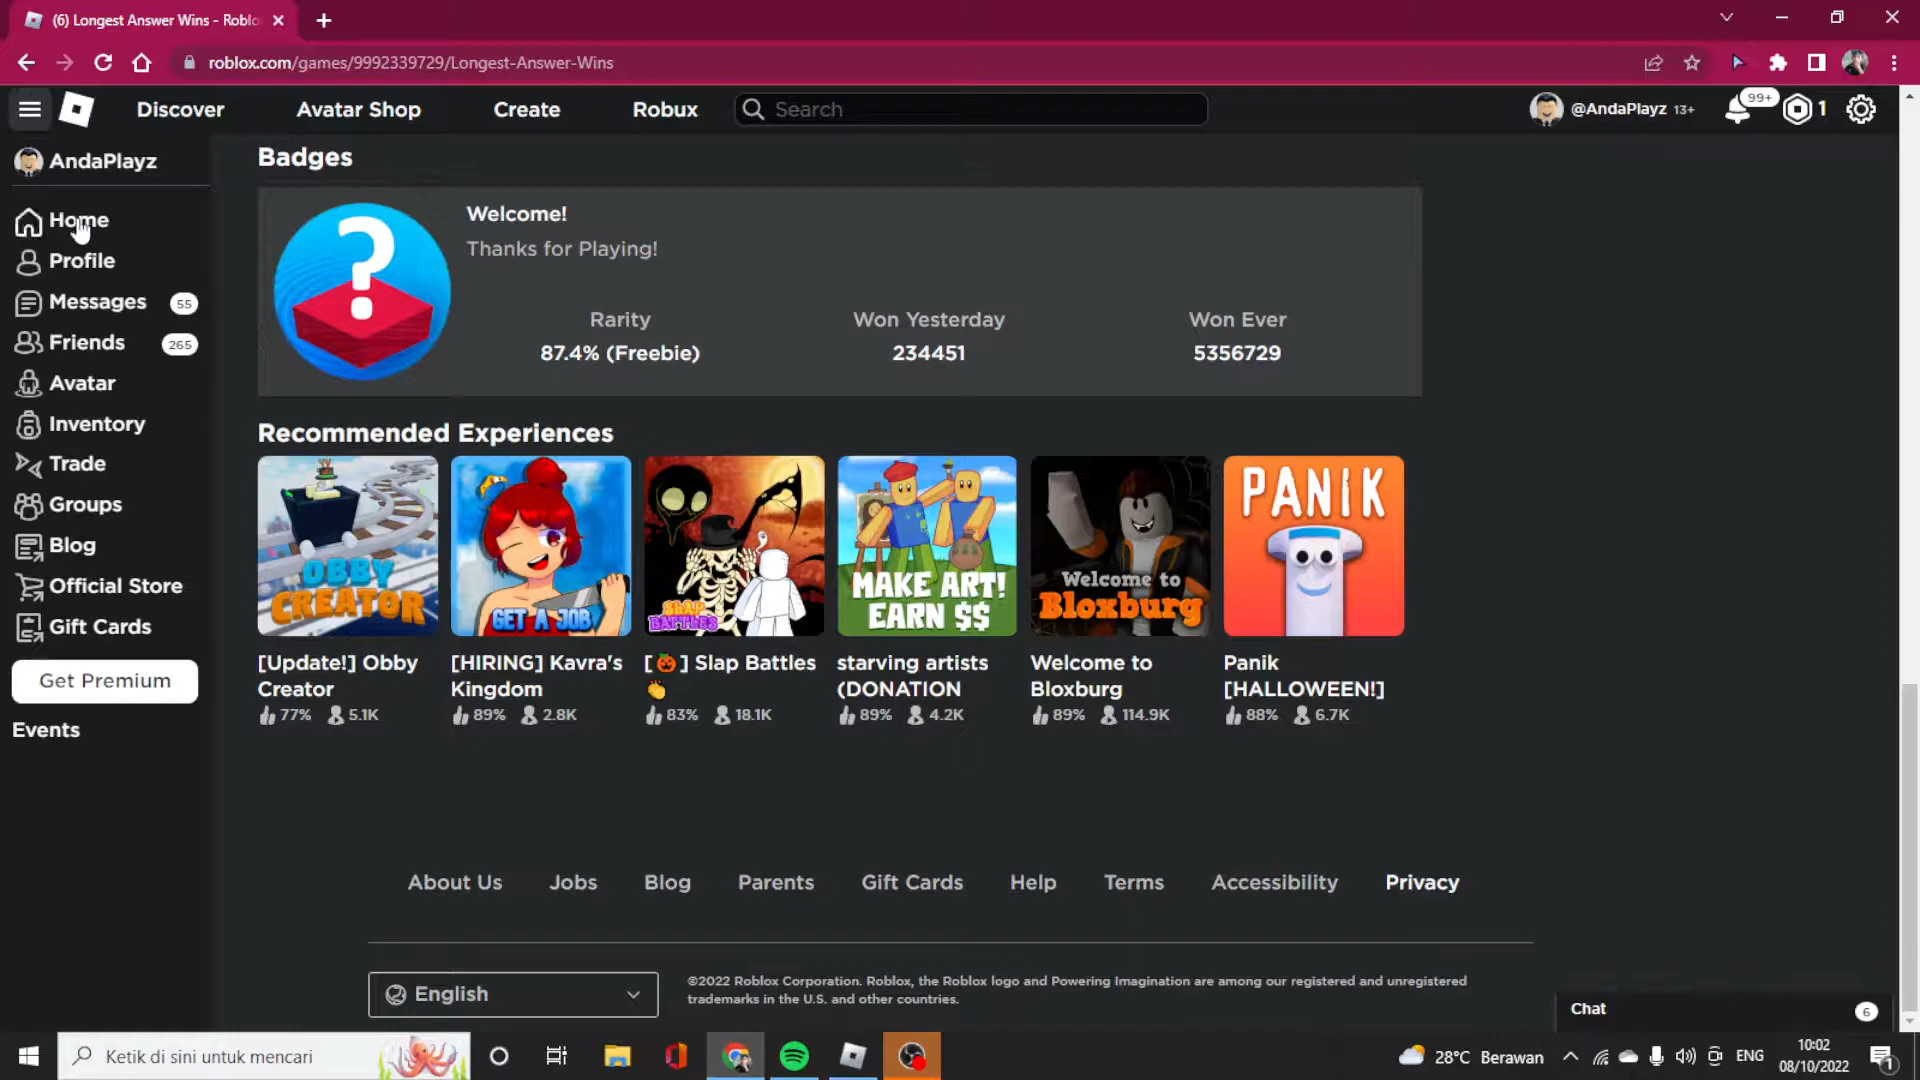 (6) Longest Answer Wins - Roblo
roblox.com/games/9992339729/Longest-Answer-Wins
Discover
Avatar Shop
Create
Robux
Search
@AndaPlayz 13+
99+
1
AndaPlayz
Home
Profile
Messages 55
Friends 265
Avatar
Inventory
Trade
Groups
Blog
Official Store
Gift Cards
Get Premium
Events
Badges
Welcome!
Thanks for Playing!
Rarity
Won Yesterday
Won Ever
87.4% (Freebie)
234451
5356729
Recommended Experiences
OBBY
CREATOR
GET A JOB
SLAP
BATTLES
MAKE ART!
EARN $$
Welcome to
Bloxburg
PANIK
[Update!] Obby
Creator
77% 5.1K
[HIRING] Kavra's
Kingdom
89% 2.8K
[🎃] Slap Battles
👏
83% 18.1K
starving artists
(DONATION
89% 4.2K
Welcome to
Bloxburg
89% 114.9K
Panik
[HALLOWEEN!]
88% 6.7K
About Us
Jobs
Blog
Parents
Gift Cards
Help
Terms
Accessibility
Privacy
English
©2022 Roblox Corporation. Roblox, the Roblox logo and Powering Imagination are among our registered and unregistered
trademarks in the U.S. and other countries.
Chat 6
Ketik di sini untuk mencari
28°C Berawan
ENG
10:02
08/10/2022
1